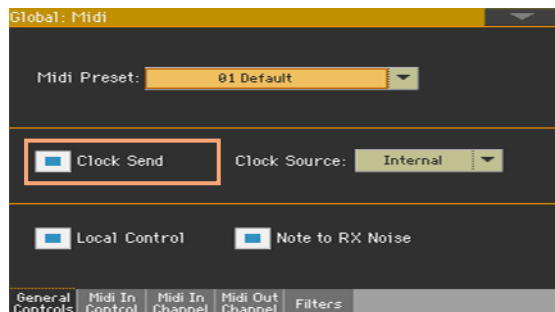 Global: Midi
Midi Preset: 01 Default
Clock Send Clock Source: Internal
Local Control Note to RX Noise
General Controls Midi In Control Midi In Channel Midi Out Channel Filters